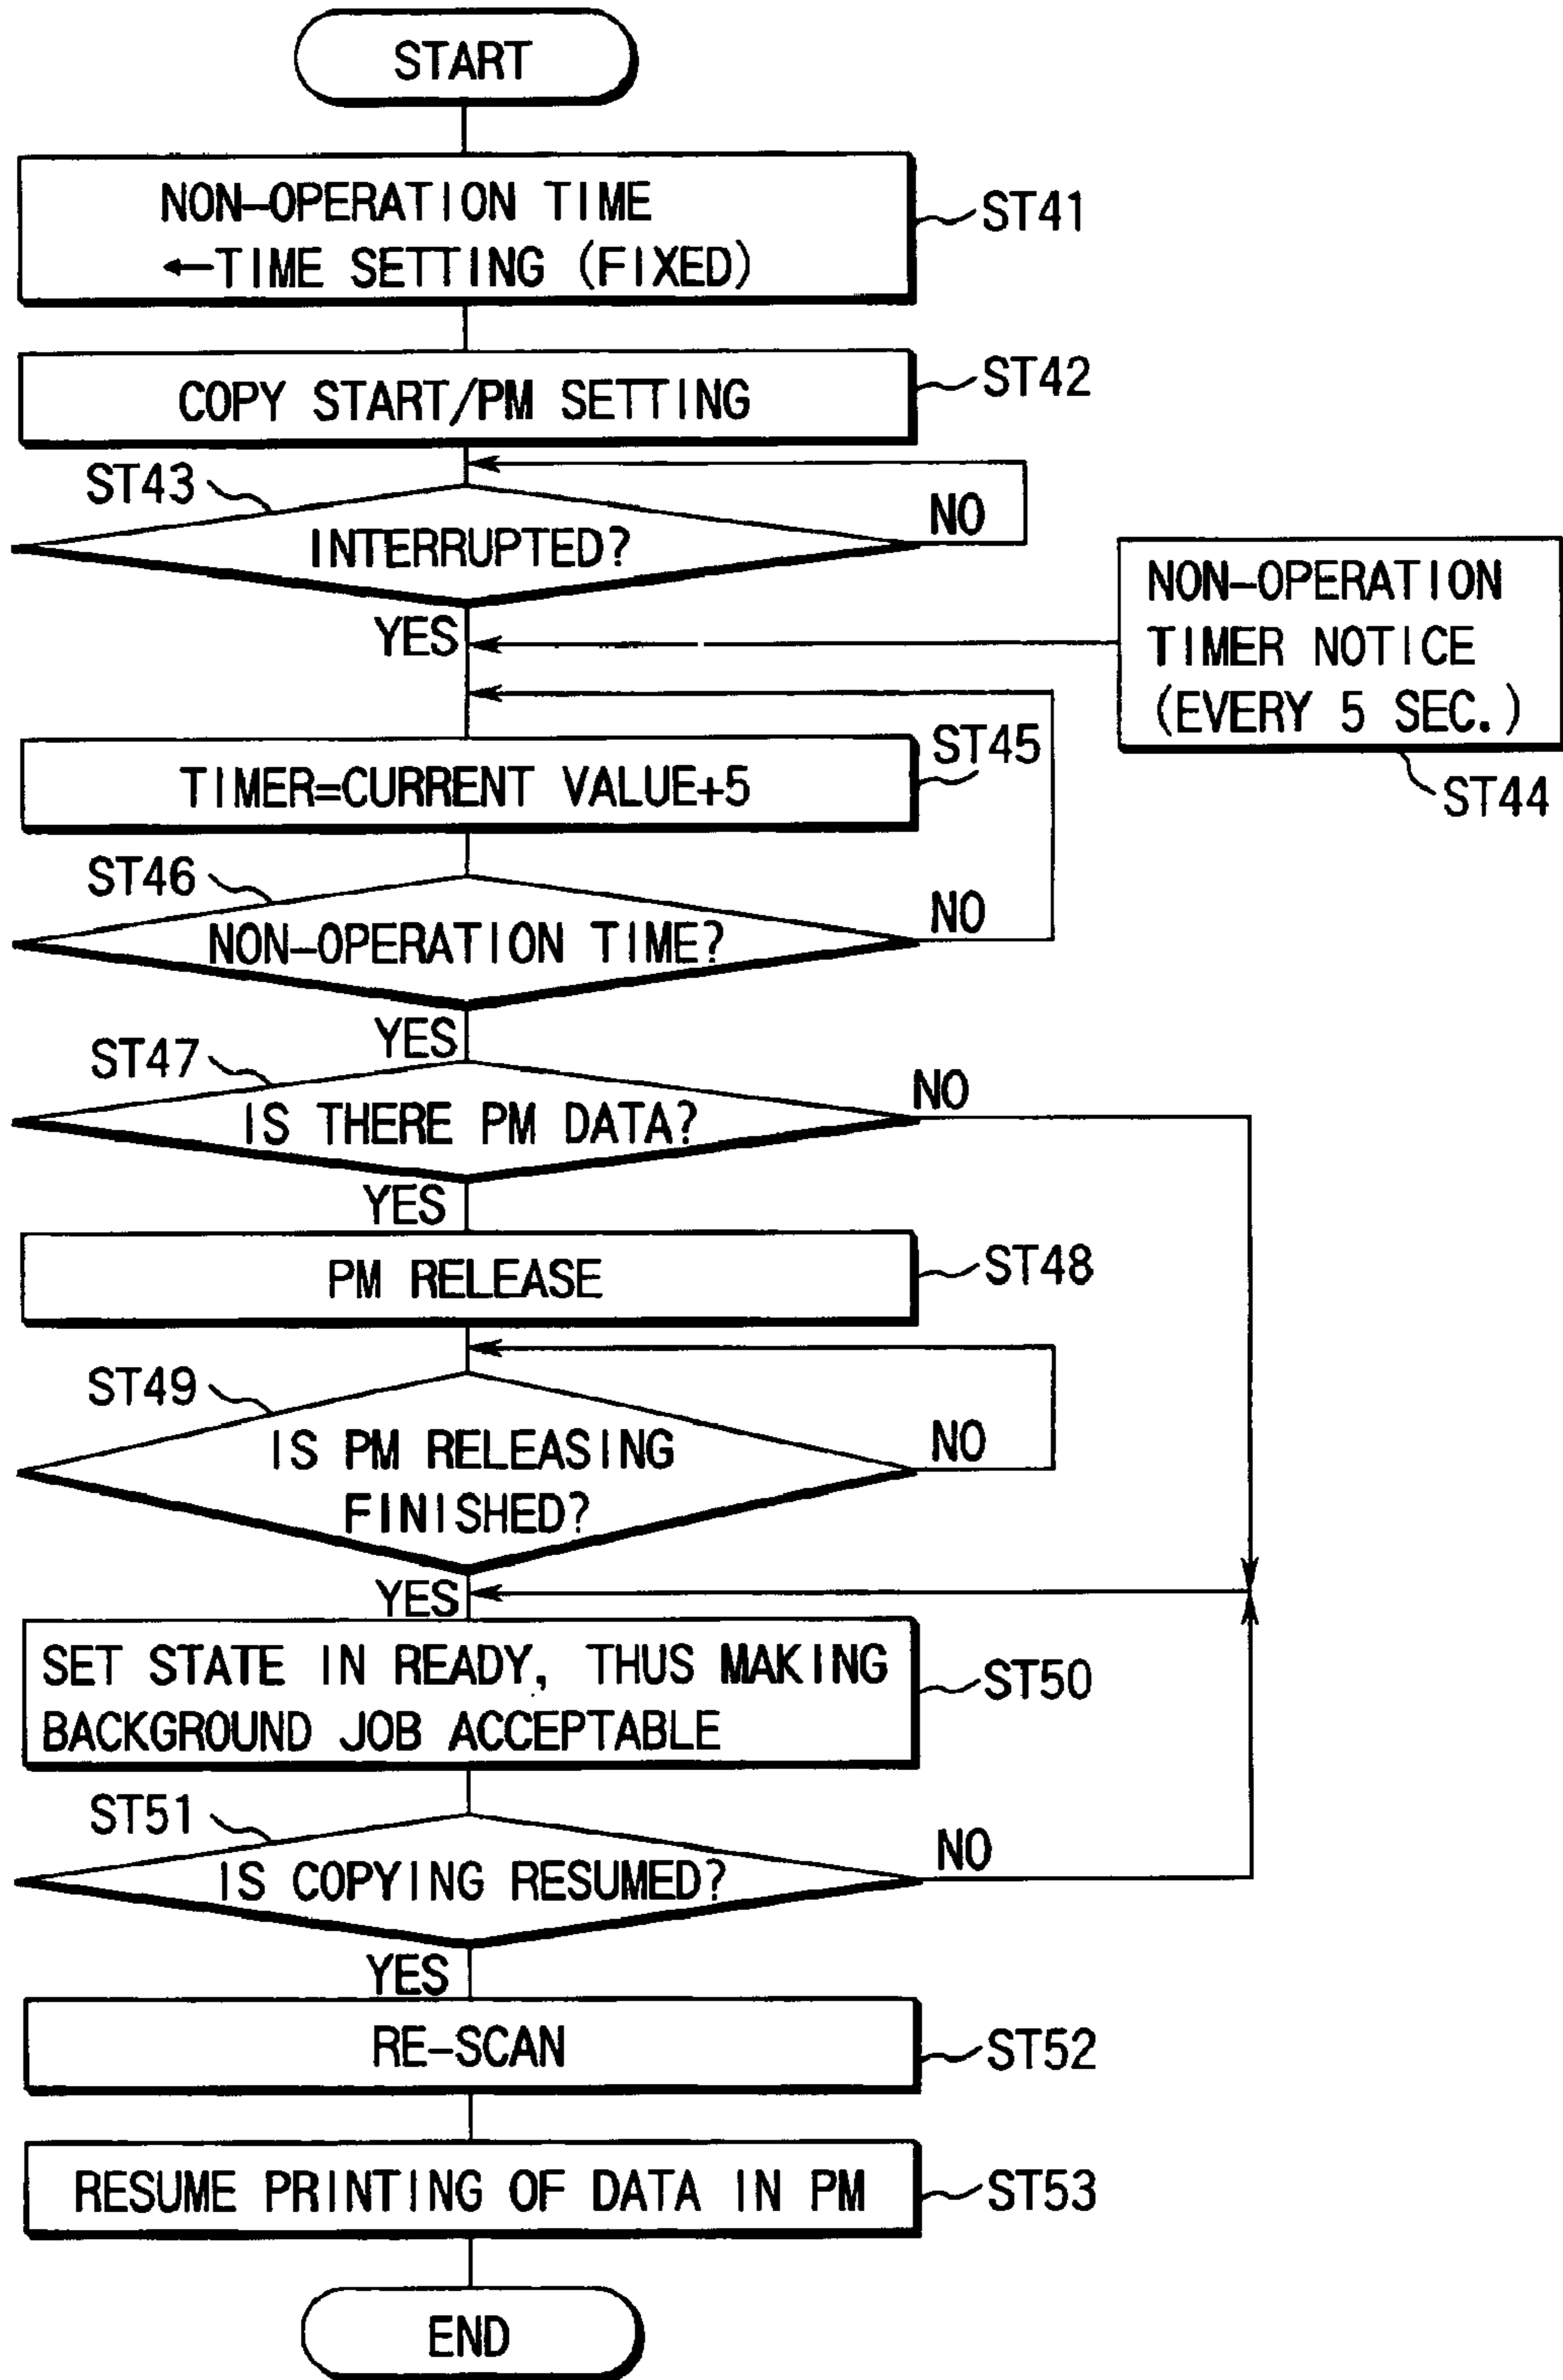 START
NON-OPERATION TIME
←TIME SETTING (FIXED)
ST41
COPY START/PM SETTING
ST42
ST43
INTERRUPTED?
NO
YES
NON-OPERATION
TIMER NOTICE
(EVERY 5 SEC.)
ST44
TIMER=CURRENT VALUE+5
ST45
ST46
NON-OPERATION TIME?
NO
YES
ST47
IS THERE PM DATA?
NO
YES
PM RELEASE
ST48
ST49
IS PM RELEASING
FINISHED?
NO
YES
SET STATE IN READY, THUS MAKING
BACKGROUND JOB ACCEPTABLE
ST50
ST51
IS COPYING RESUMED?
NO
YES
RE-SCAN
ST52
RESUME PRINTING OF DATA IN PM
ST53
END